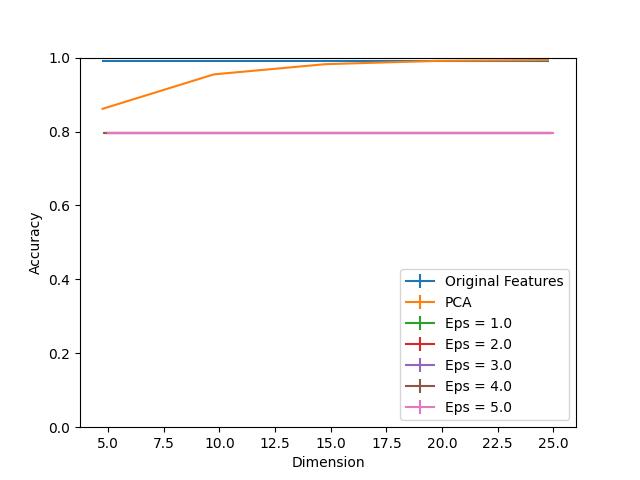 1.0
0.8
0.6
0.4
0.2
0.0
Accuracy
5.0 7.5 10.0 12.5 15.0 17.5 20.0 22.5 25.0
Dimension
Original Features
PCA
Eps = 1.0
Eps = 2.0
Eps = 3.0
Eps = 4.0
Eps = 5.0